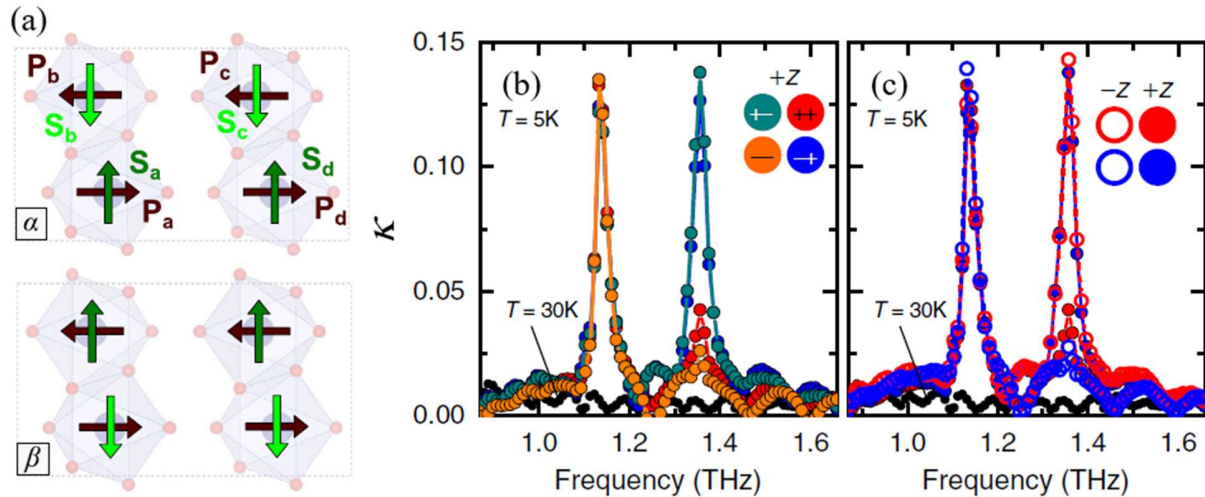 (a)
P_b
P_c
S_b
S_c
S_a
S_d
P_a
P_d
α
β
κ
0.15
0.10
0.05
0.00
(b)
+Z
T = 5K
+−
++
−
−+
T = 30K
1.0
1.2
1.4
1.6
Frequency (THz)
(c)
−Z
+Z
T = 5K
T = 30K
1.0
1.2
1.4
1.6
Frequency (THz)